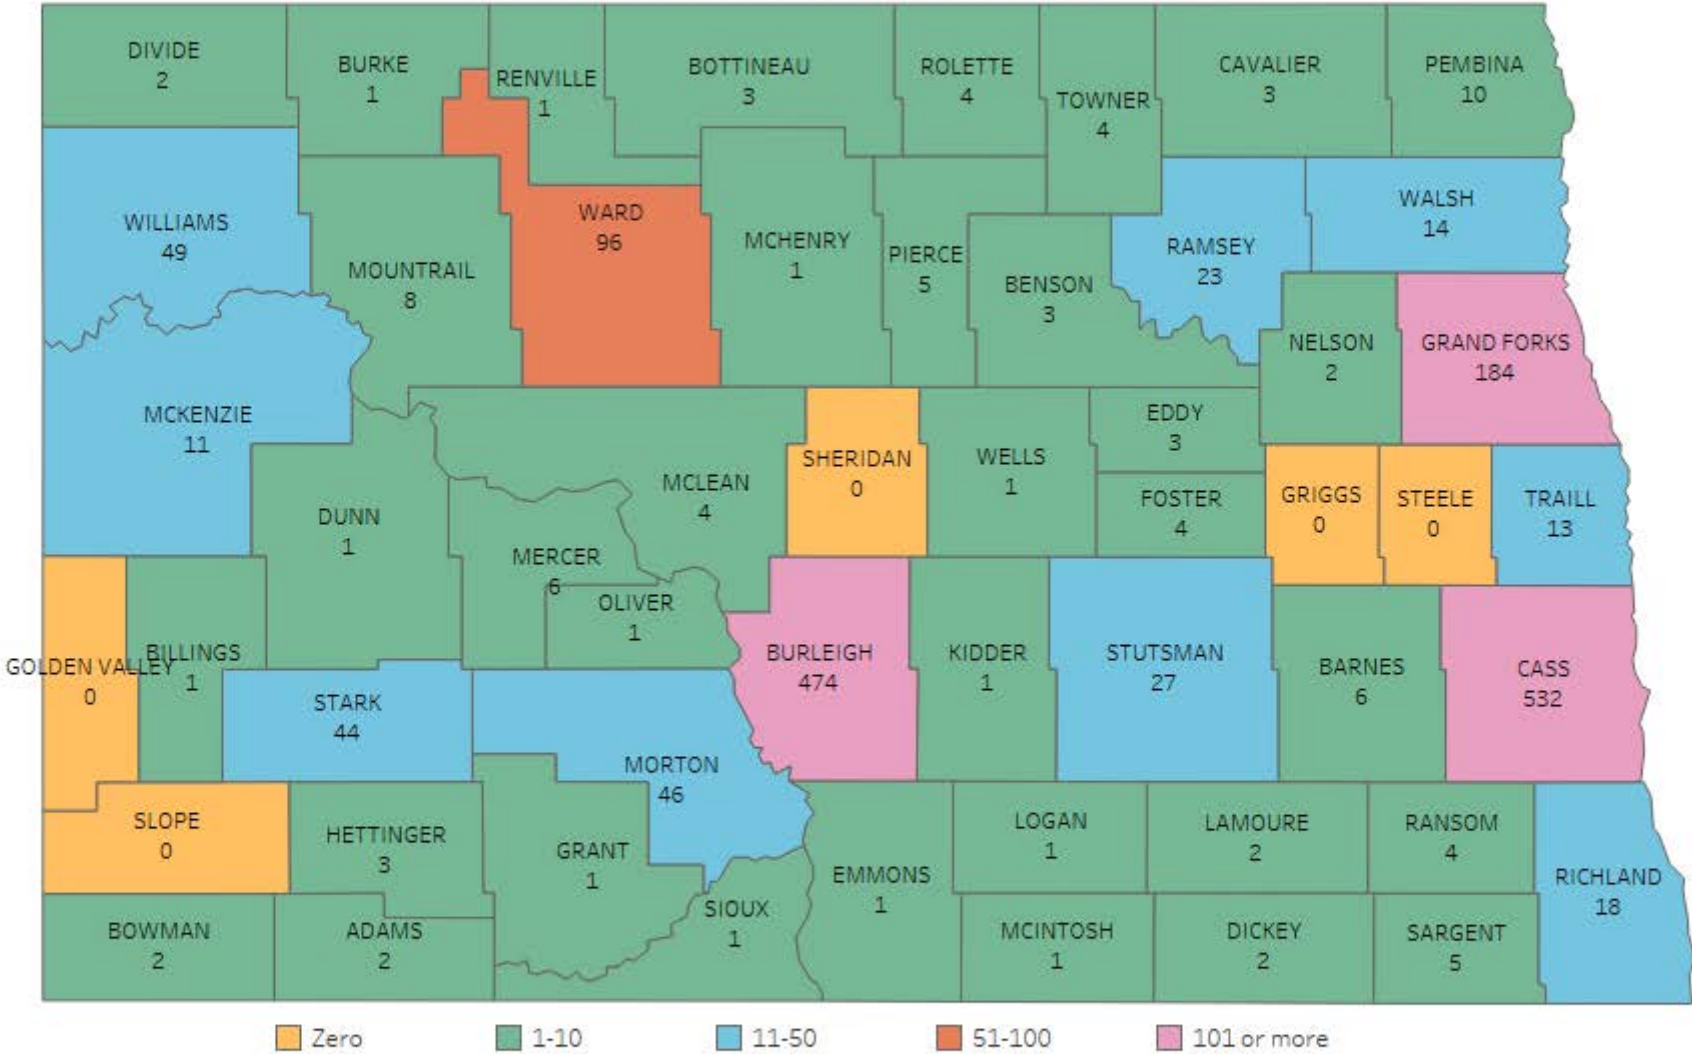 DIVIDE
2
BURKE
1
RENVILLE
1
BOTTINEAU
3
ROLETTE
4
TOWNER
4
CAVALIER
3
PEMBINA
10
WILLIAMS
49
MOUNTRAIL
8
WARD
96
MCHENRY
1
PIERCE
5
BENSON
3
RAMSEY
23
WALSH
14
NELSON
2
GRAND FORKS
184
MCKENZIE
11
DUNN
1
MCLEAN
4
MERCER
6
OLIVER
1
SHERIDAN
0
WELLS
1
EDDY
3
FOSTER
4
GRIGGS
0
STEELE
0
TRAILL
13
GOLDEN VALLEY
0
BILLINGS
1
STARK
44
MORTON
46
BURLEIGH
474
KIDDER
1
STUTSMAN
27
BARNES
6
CASS
532
SLOPE
0
HETTINGER
3
GRANT
1
SIOUX
1
EMMONS
1
LOGAN
1
LAMOURE
2
RANSOM
4
RICHLAND
18
BOWMAN
2
ADAMS
2
MCINTOSH
1
DICKEY
2
SARGENT
5
Zero
1-10
11-50
51-100
101 or more